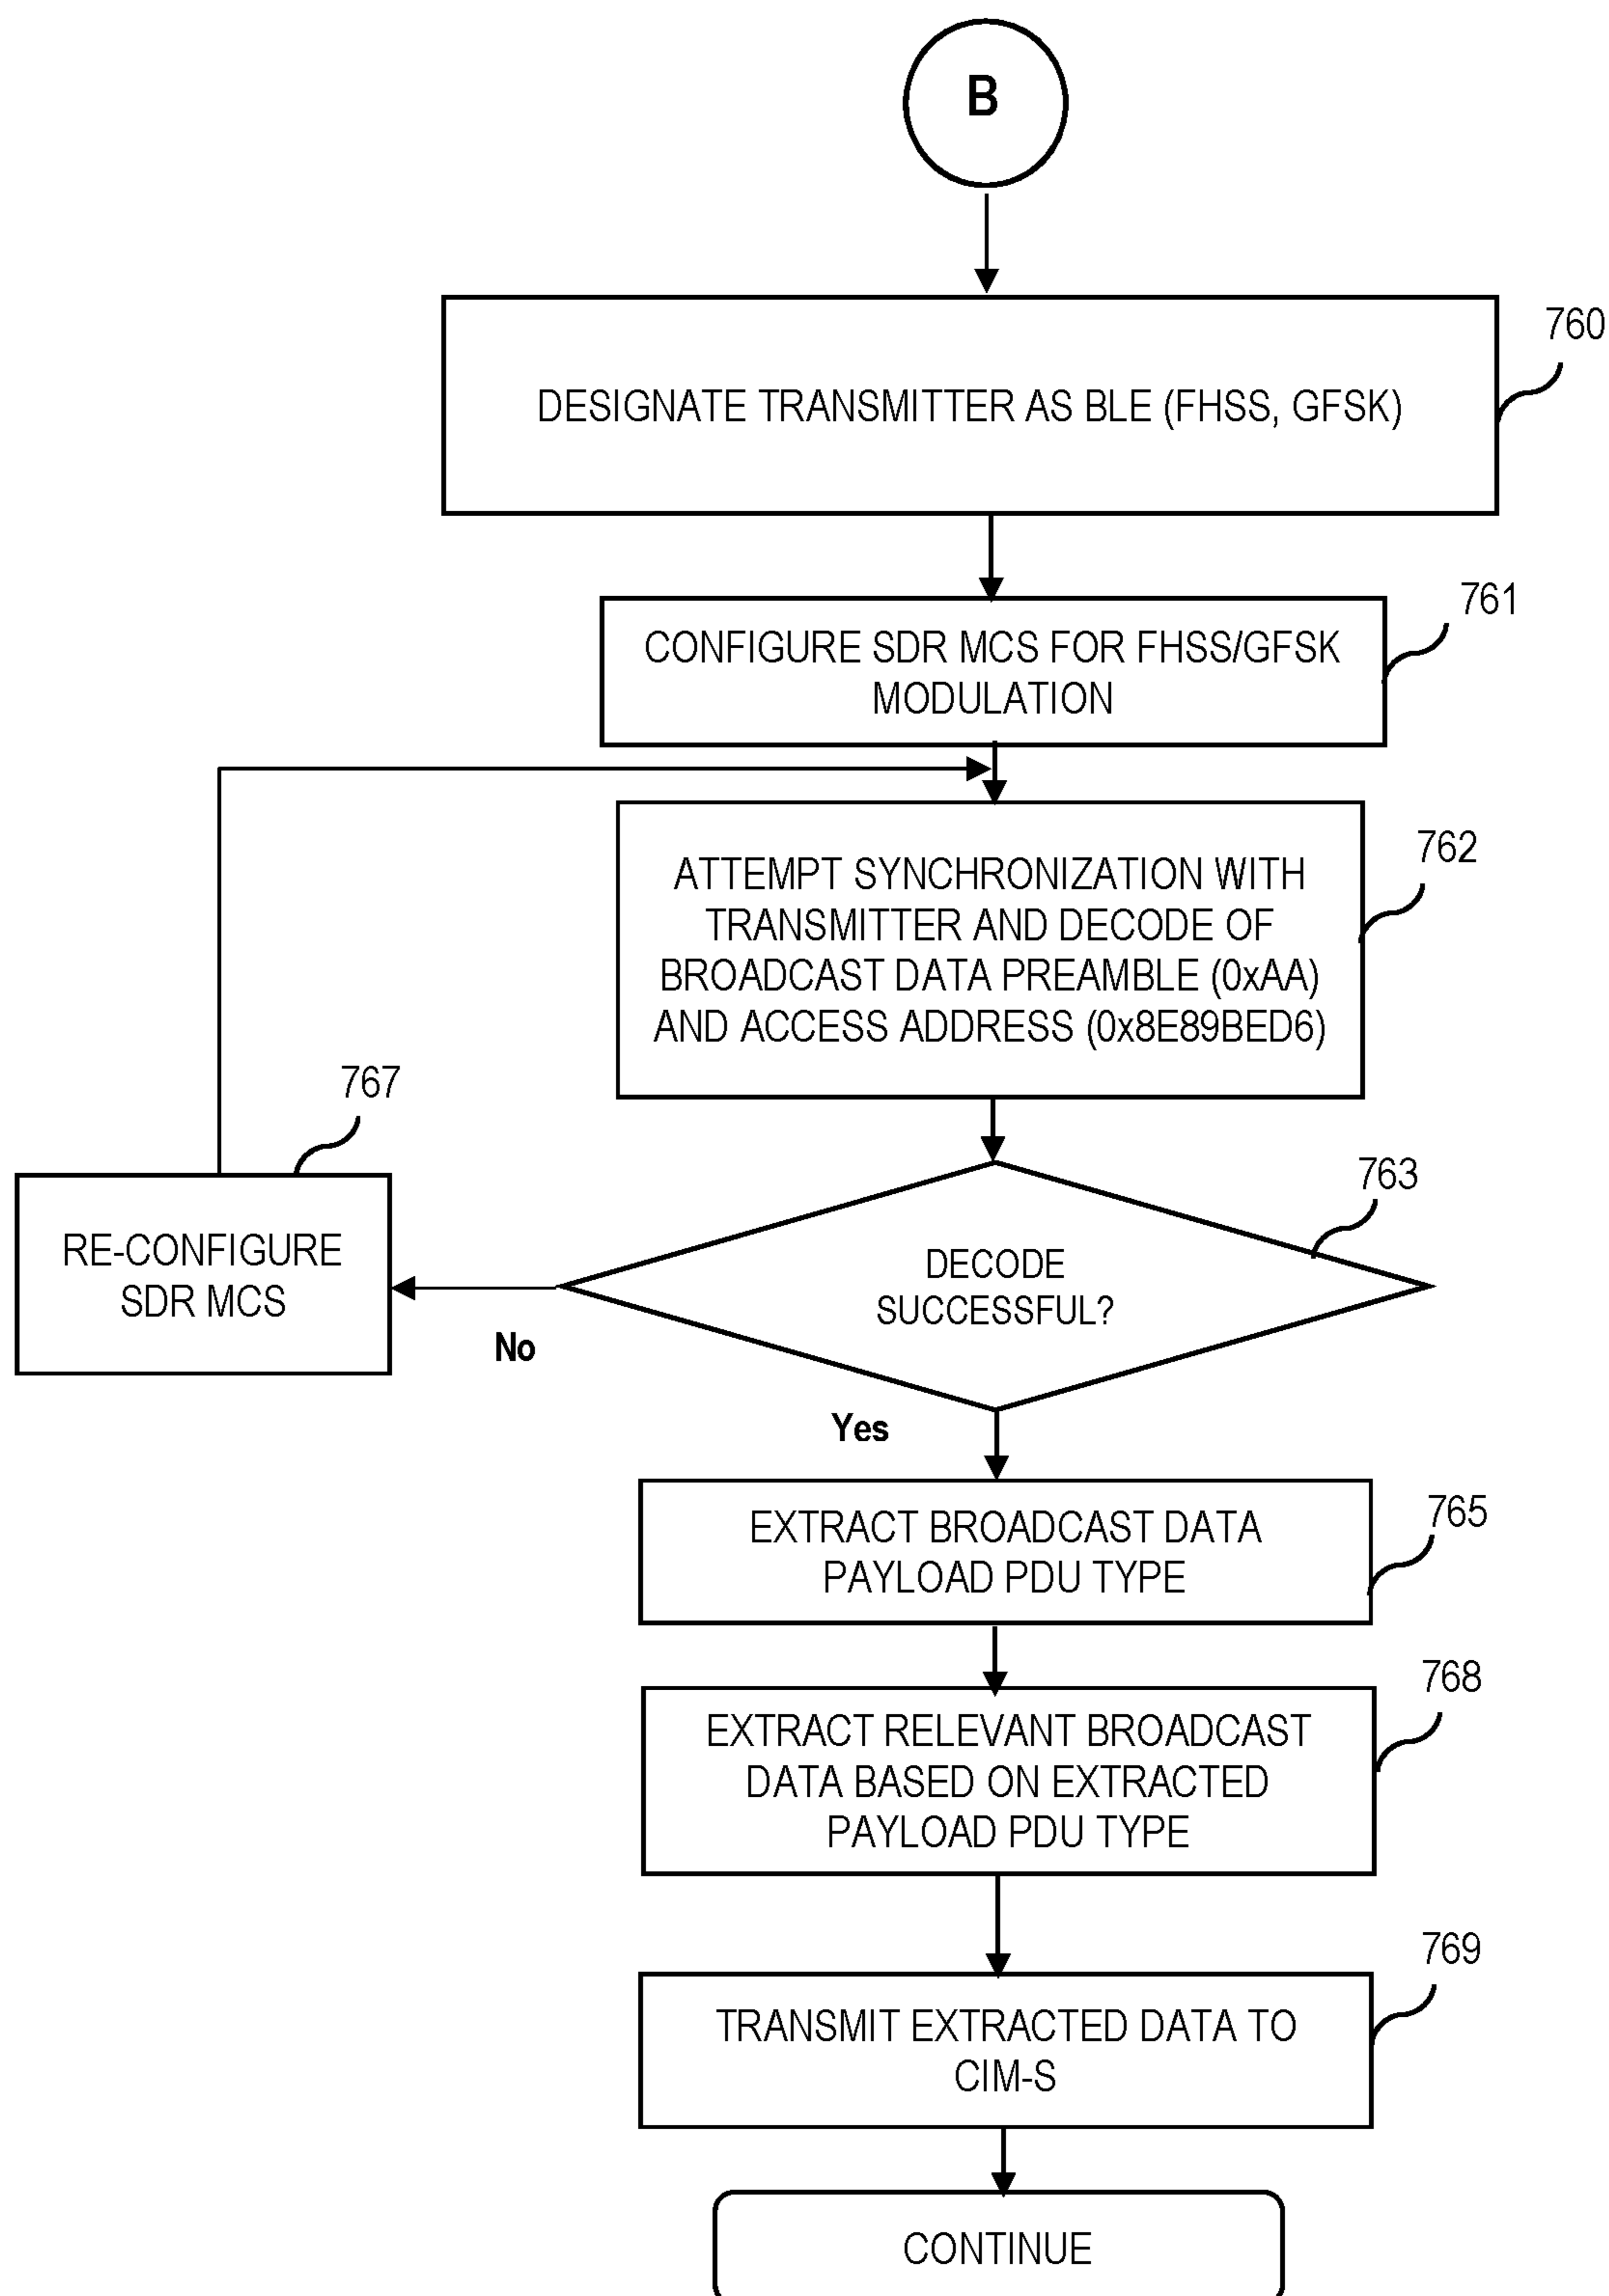 B
760
DESIGNATE TRANSMITTER AS BLE (FHSS, GFSK)
761
CONFIGURE SDR MCS FOR FHSS/GFSK
MODULATION
762
ATTEMPT SYNCHRONIZATION WITH
TRANSMITTER AND DECODE OF
BROADCAST DATA PREAMBLE (0xAA)
AND ACCESS ADDRESS (0x8E89BED6)
767
RE-CONFIGURE
SDR MCS
763
DECODE
SUCCESSFUL?
No
Yes
765
EXTRACT BROADCAST DATA
PAYLOAD PDU TYPE
768
EXTRACT RELEVANT BROADCAST
DATA BASED ON EXTRACTED
PAYLOAD PDU TYPE
769
TRANSMIT EXTRACTED DATA TO
CIM-S
CONTINUE